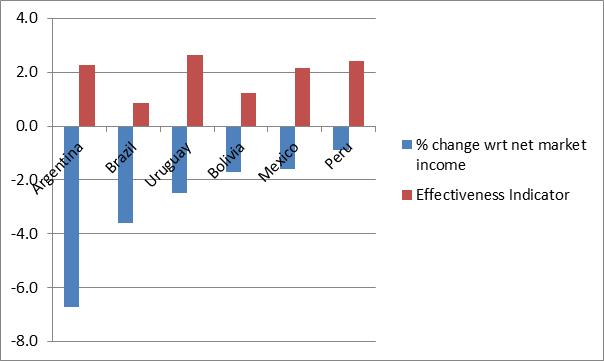 4.0
2.0
0.0
-2.0
-4.0
-6.0
-8.0
Argentina
Brazil
Uruguay
Bolivia
Mexico
Peru
% change wrt net market
income
Effectiveness Indicator